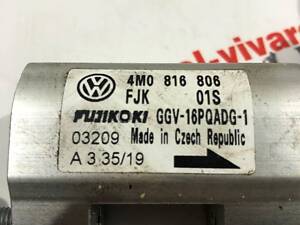 4M0 816 806
FJK 01S
FUJIKOKI GGV-16PQADG-1
03209 Made in Czech Republic
A 3 35/19